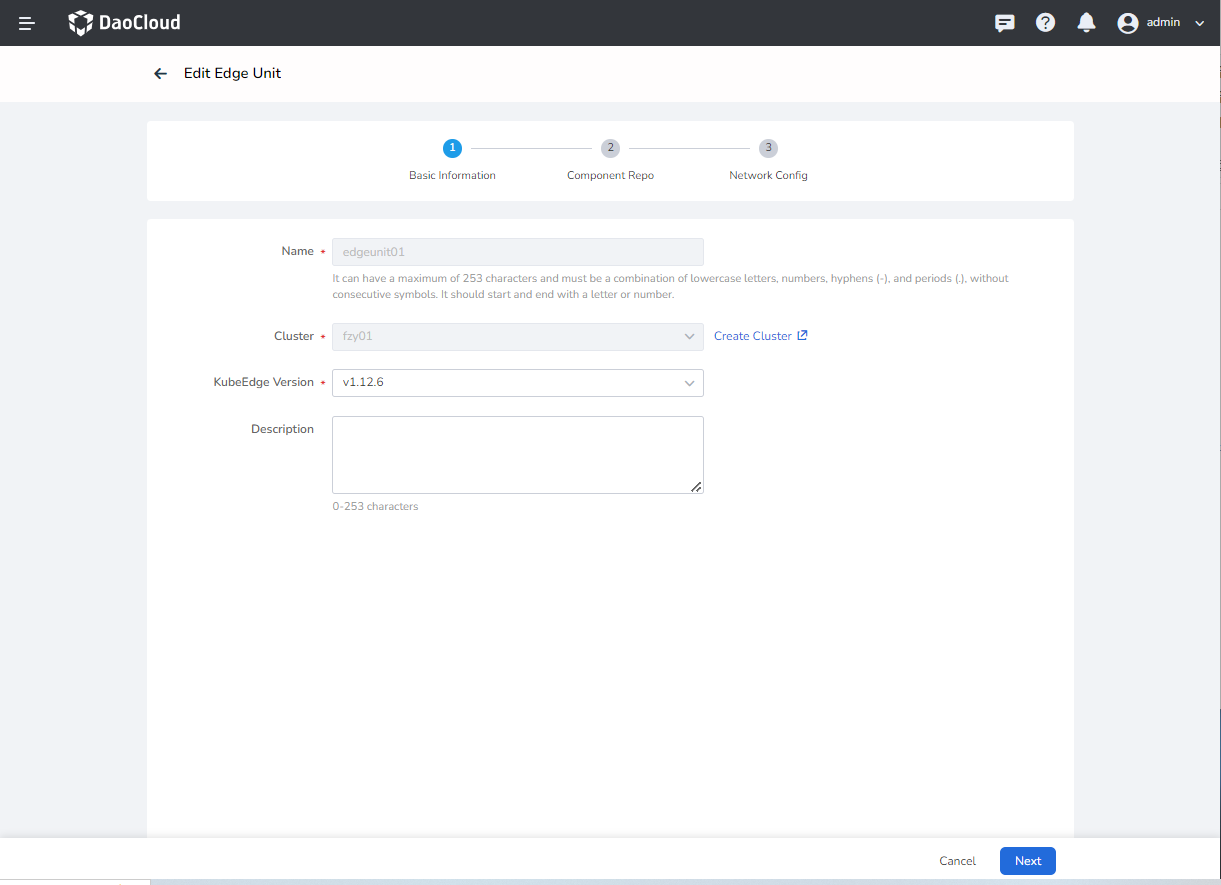 DaoCloud
admin
Edit Edge Unit
1
2
3
Basic Information
Component Repo
Network Config
Name *
edgeunit01
It can have a maximum of 253 characters and must be a combination of lowercase letters, numbers, hyphens (-), and periods (.), without
consecutive symbols. It should start and end with a letter or number.
Cluster *
fzy01
Create Cluster
KubeEdge Version *
v1.12.6
Description
0-253 characters
Cancel
Next